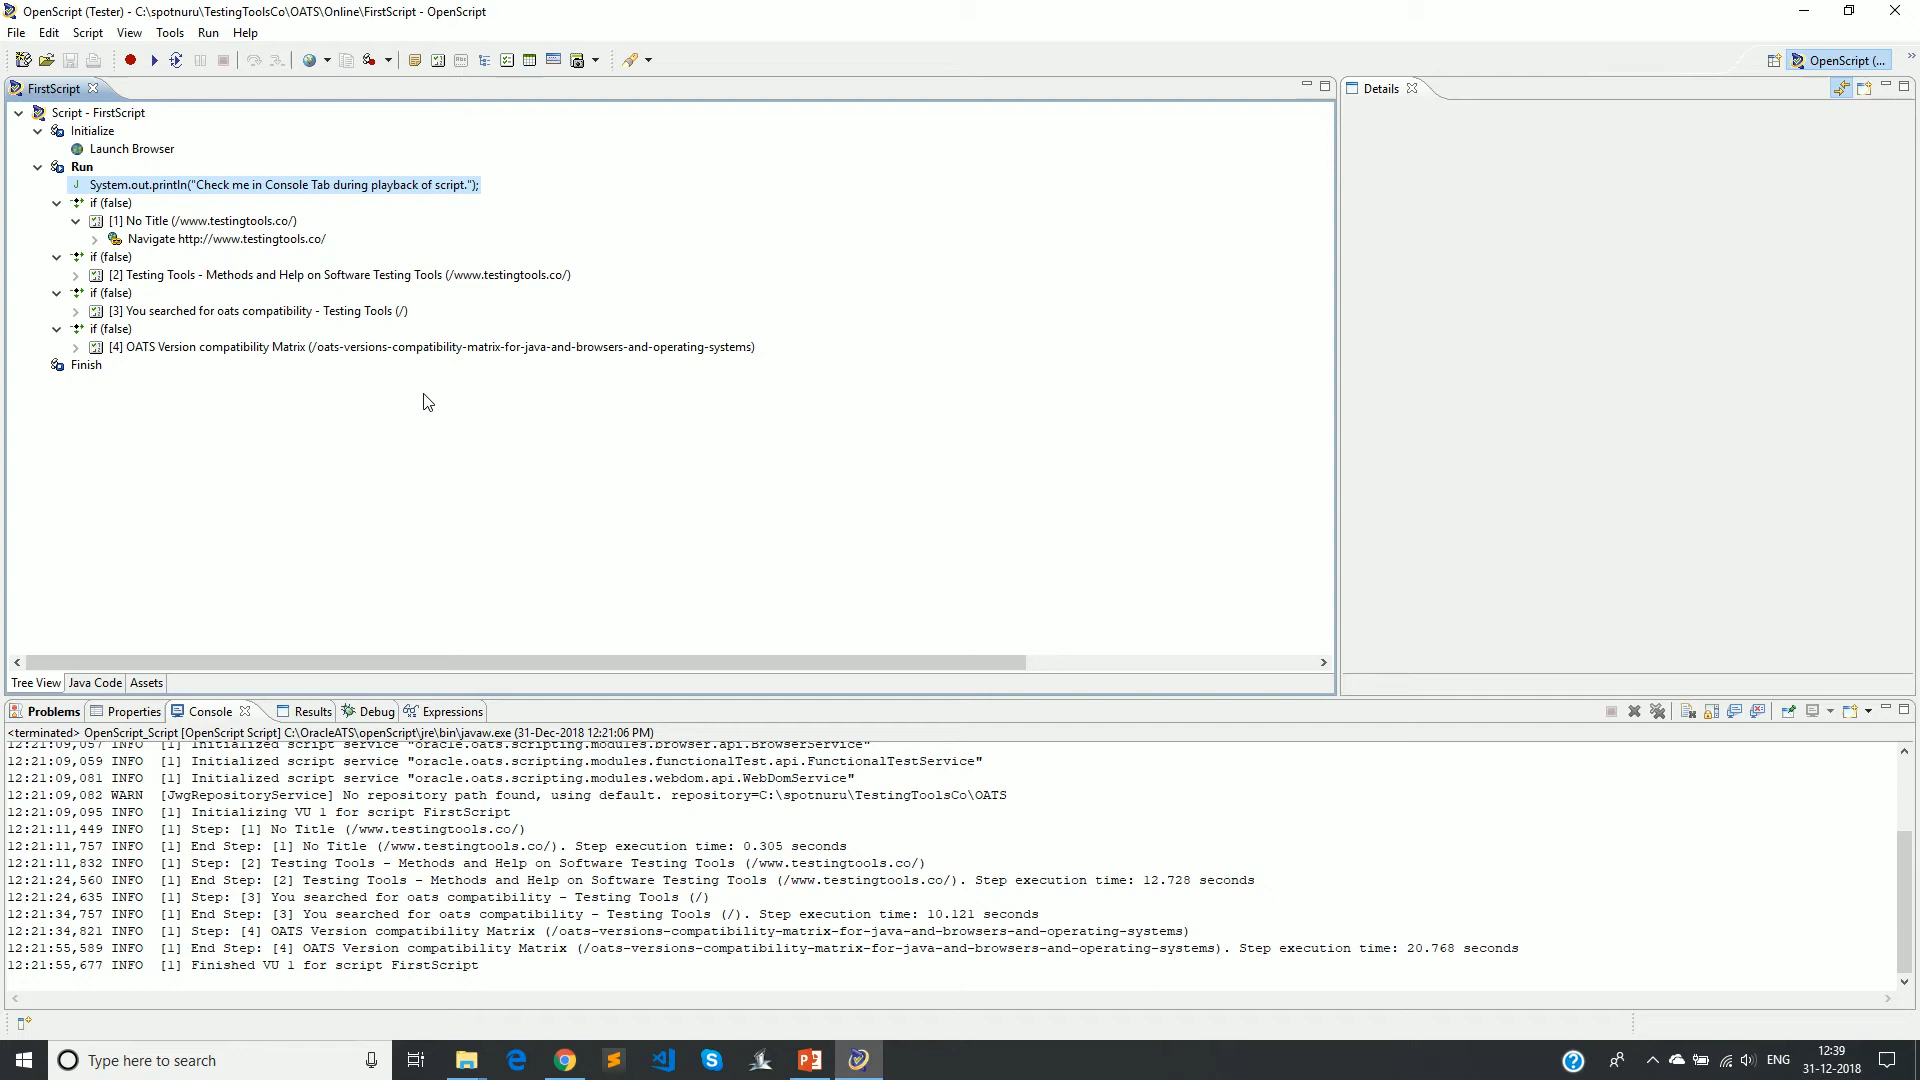 OpenScript (Tester) - C:\spotnuru\TestingToolsCo\OATS\Online\FirstScript - OpenScript
File Edit Script View Tools Run Help
OpenScript (...
FirstScript
Details
Script - FirstScript
Initialize
Launch Browser
Run
System.out.println("Check me in Console Tab during playback of script.");
if (false)
[1] No Title (/www.testingtools.co/)
Navigate http://www.testingtools.co/
if (false)
[2] Testing Tools - Methods and Help on Software Testing Tools (/www.testingtools.co/)
if (false)
[3] You searched for oats compatibility - Testing Tools (/)
if (false)
[4] OATS Version compatibility Matrix (/oats-versions-compatibility-matrix-for-java-and-browsers-and-operating-systems)
Finish
Tree View Java Code Assets
Problems Properties Console Results Debug Expressions
<terminated> OpenScript_Script [OpenScript Script] C:\OracleATS\openScript\jre\bin\javaw.exe (31-Dec-2018 12:21:06 PM)
12:21:09,057 INFO [1] Initialized script service "oracle.oats.scripting.modules.browser.api.BrowserService"
12:21:09,059 INFO [1] Initialized script service "oracle.oats.scripting.modules.functionalTest.api.FunctionalTestService"
12:21:09,081 INFO [1] Initialized script service "oracle.oats.scripting.modules.webdom.api.WebDomService"
12:21:09,082 WARN [JwgRepositoryService] No repository path found, using default. repository=C:\spotnuru\TestingToolsCo\OATS
12:21:09,095 INFO [1] Initializing VU 1 for script FirstScript
12:21:11,449 INFO [1] Step: [1] No Title (/www.testingtools.co/)
12:21:11,757 INFO [1] End Step: [1] No Title (/www.testingtools.co/). Step execution time: 0.305 seconds
12:21:11,832 INFO [1] Step: [2] Testing Tools - Methods and Help on Software Testing Tools (/www.testingtools.co/)
12:21:24,560 INFO [1] End Step: [2] Testing Tools - Methods and Help on Software Testing Tools (/www.testingtools.co/). Step execution time: 12.728 seconds
12:21:24,635 INFO [1] Step: [3] You searched for oats compatibility - Testing Tools (/)
12:21:34,757 INFO [1] End Step: [3] You searched for oats compatibility - Testing Tools (/). Step execution time: 10.121 seconds
12:21:34,821 INFO [1] Step: [4] OATS Version compatibility Matrix (/oats-versions-compatibility-matrix-for-java-and-browsers-and-operating-systems)
12:21:55,589 INFO [1] End Step: [4] OATS Version compatibility Matrix (/oats-versions-compatibility-matrix-for-java-and-browsers-and-operating-systems). Step execution time: 20.768 seconds
12:21:55,677 INFO [1] Finished VU 1 for script FirstScript
Type here to search
ENG
12:39
31-12-2018